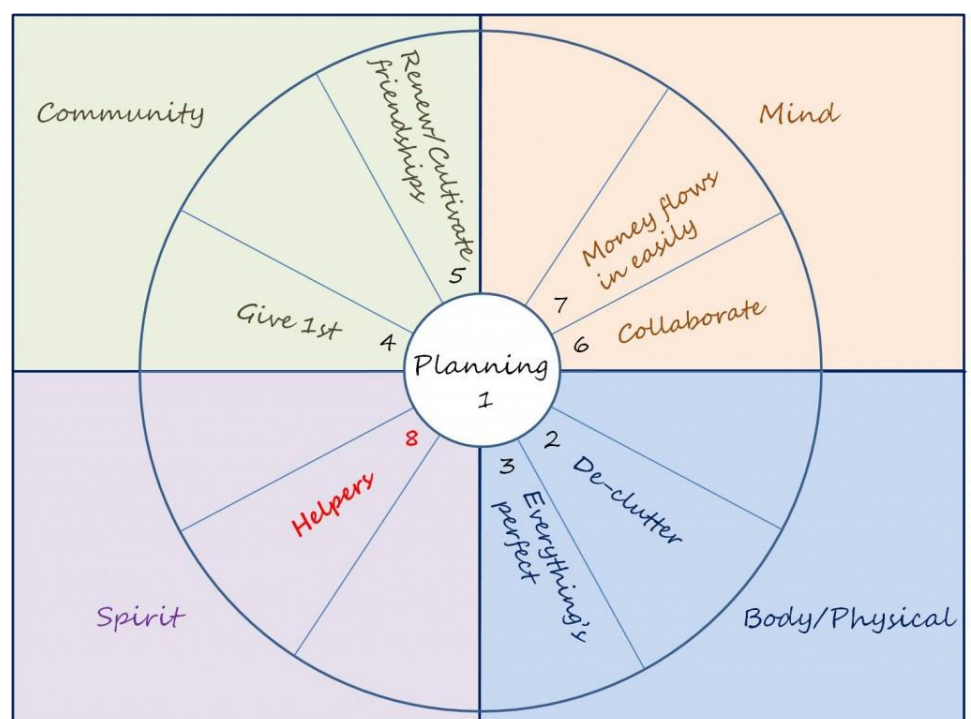 Community
Renew/Cultivate
friendships
5
Give 1st
4
Mind
Money flows
in easily
7
Collaborate
6
Planning
1
Spirit
Helpers
8
Body/Physical
De-clutter
2
Everything's
perfect
3